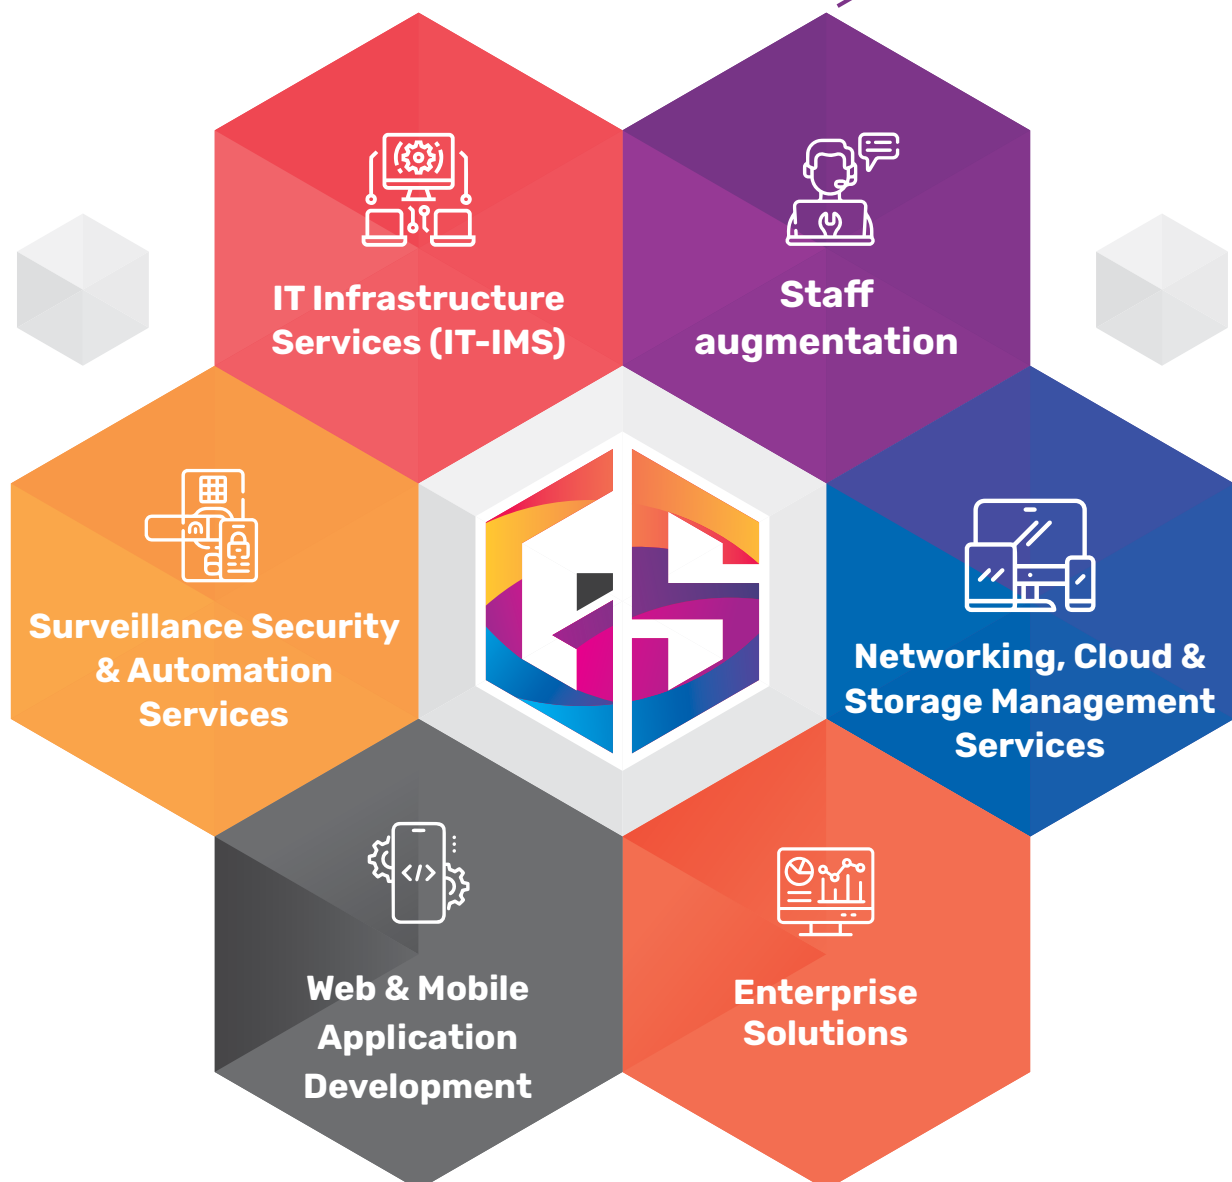 IT Infrastructure
Services (IT-IMS)
Staff
augmentation
Surveillance Security
& Automation
Services
Networking, Cloud &
Storage Management
Services
</>
Web & Mobile
Application
Development
Enterprise
Solutions